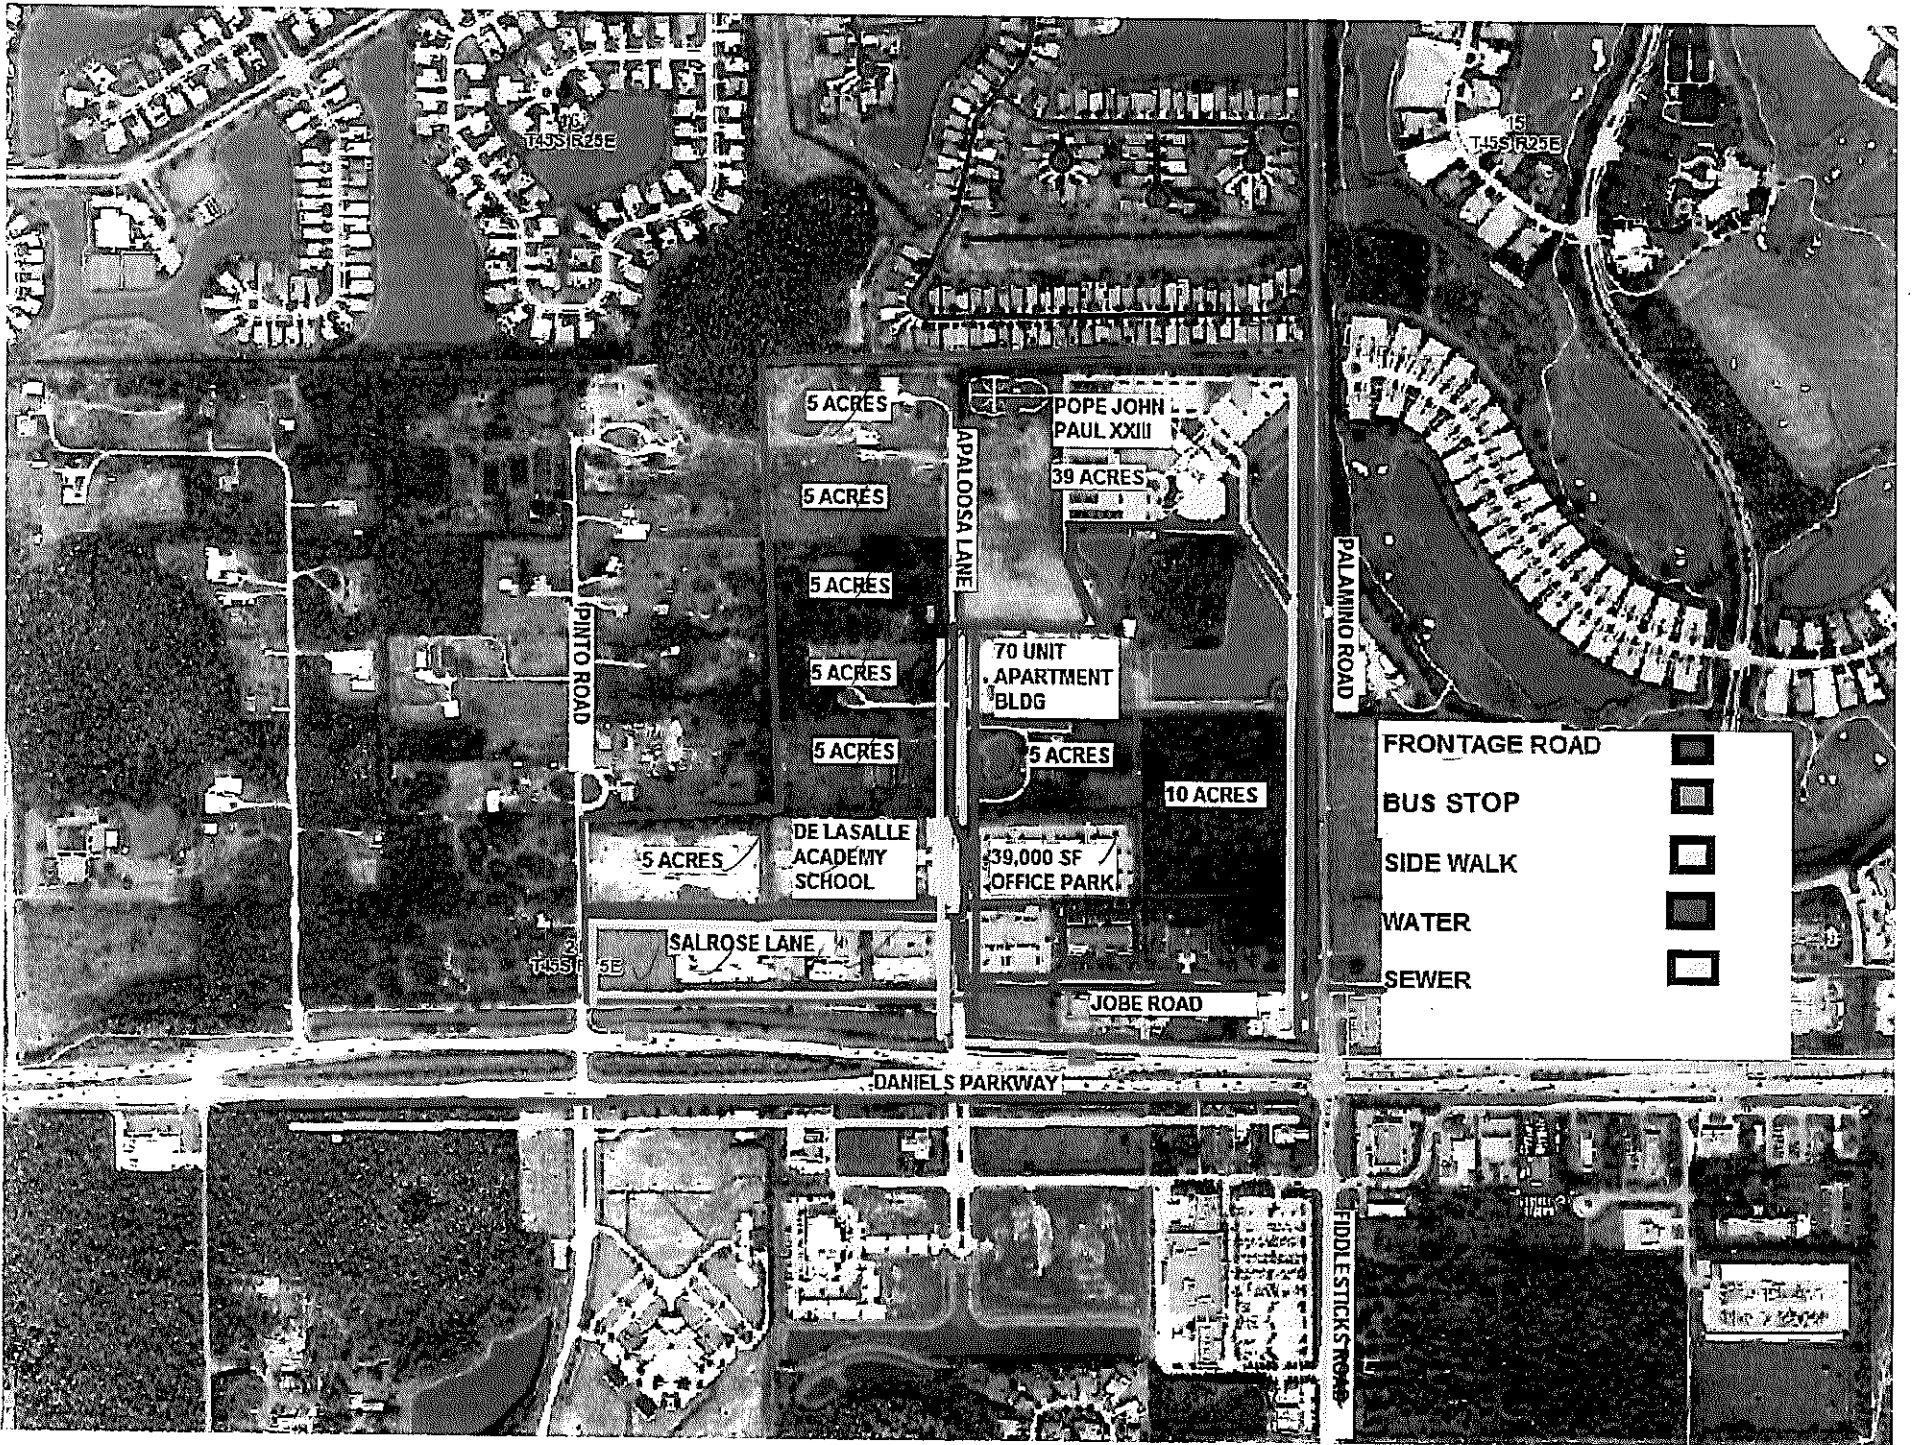 16
T45S R25E
15
T45S R25E
5 ACRES
POPE JOHN
PAUL XXIII
39 ACRES
5 ACRES
APALOOSA LANE
5 ACRES
PALAMINO ROAD
PINTO ROAD
5 ACRES
70 UNIT
APARTMENT
BLDG
5 ACRES
5 ACRES
10 ACRES
FRONTAGE ROAD
BUS STOP
SIDE WALK
WATER
SEWER
5 ACRES
DE LASALLE
ACADEMY
SCHOOL
39,000 SF
OFFICE PARK
SALROSE LANE
JOBE ROAD
DANIELS PARKWAY
FIDDLESTICKS ROAD